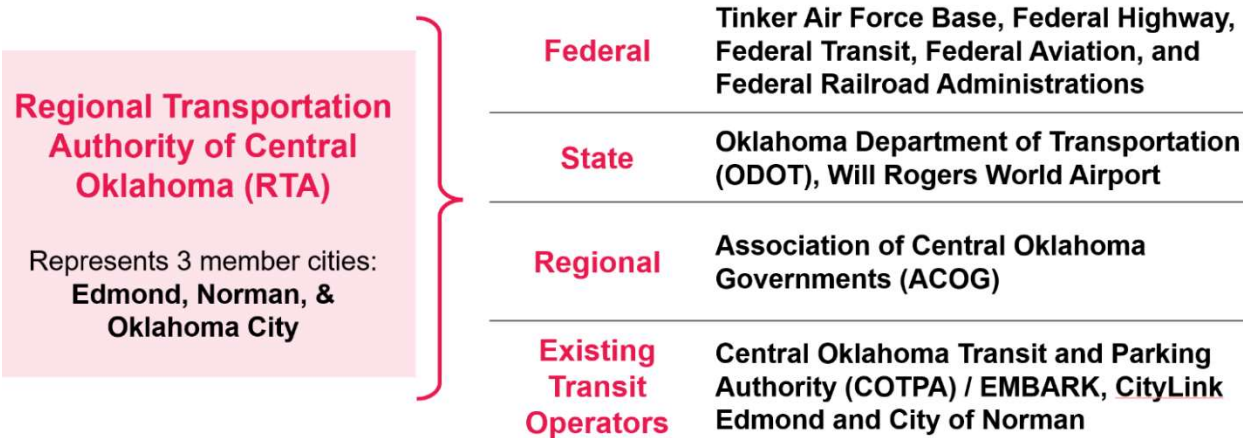 Regional Transportation
Authority of Central
Oklahoma (RTA)
Represents 3 member cities:
Edmond, Norman, &
Oklahoma City
Federal
Tinker Air Force Base, Federal Highway,
Federal Transit, Federal Aviation, and
Federal Railroad Administrations
State
Oklahoma Department of Transportation
(ODOT), Will Rogers World Airport
Regional
Association of Central Oklahoma
Governments (ACOG)
Existing
Transit
Operators
Central Oklahoma Transit and Parking
Authority (COTPA) / EMBARK, CityLink
Edmond and City of Norman